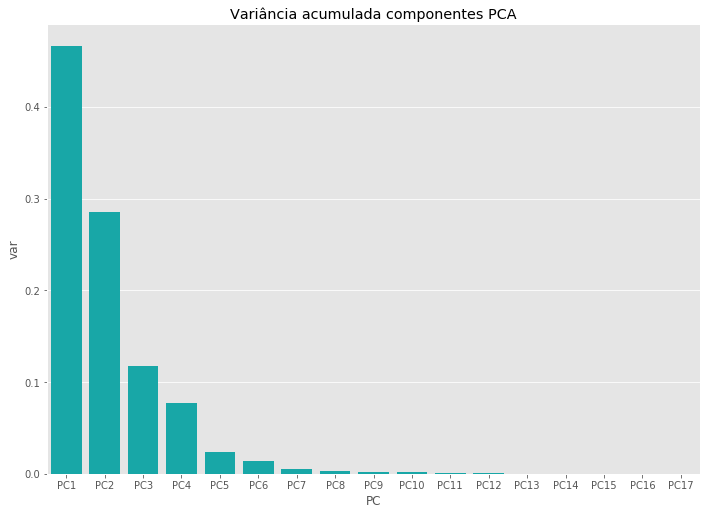 Variância acumulada componentes PCA
var
0.4
0.3
0.2
0.1
0.0
PC1 PC2 PC3 PC4 PC5 PC6 PC7 PC8 PC9 PC10 PC11 PC12 PC13 PC14 PC15 PC16 PC17
PC